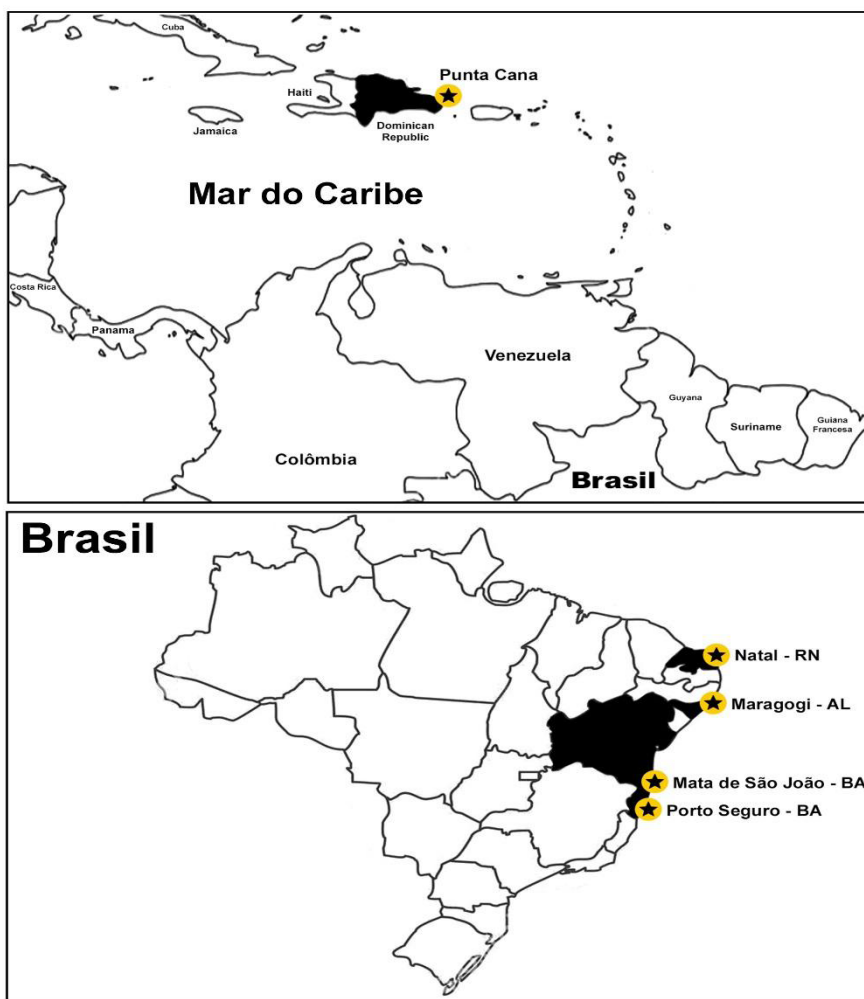 Cuba
Punta Cana
Haiti
Jamaica
Dominican
Republic
Mar do Caribe
Costa Rica
Panama
Venezuela
Guyana
Suriname
Guiana
Francesa
Colômbia
Brasil
Brasil
Natal - RN
Maragogi - AL
Mata de São João - BA
Porto Seguro - BA